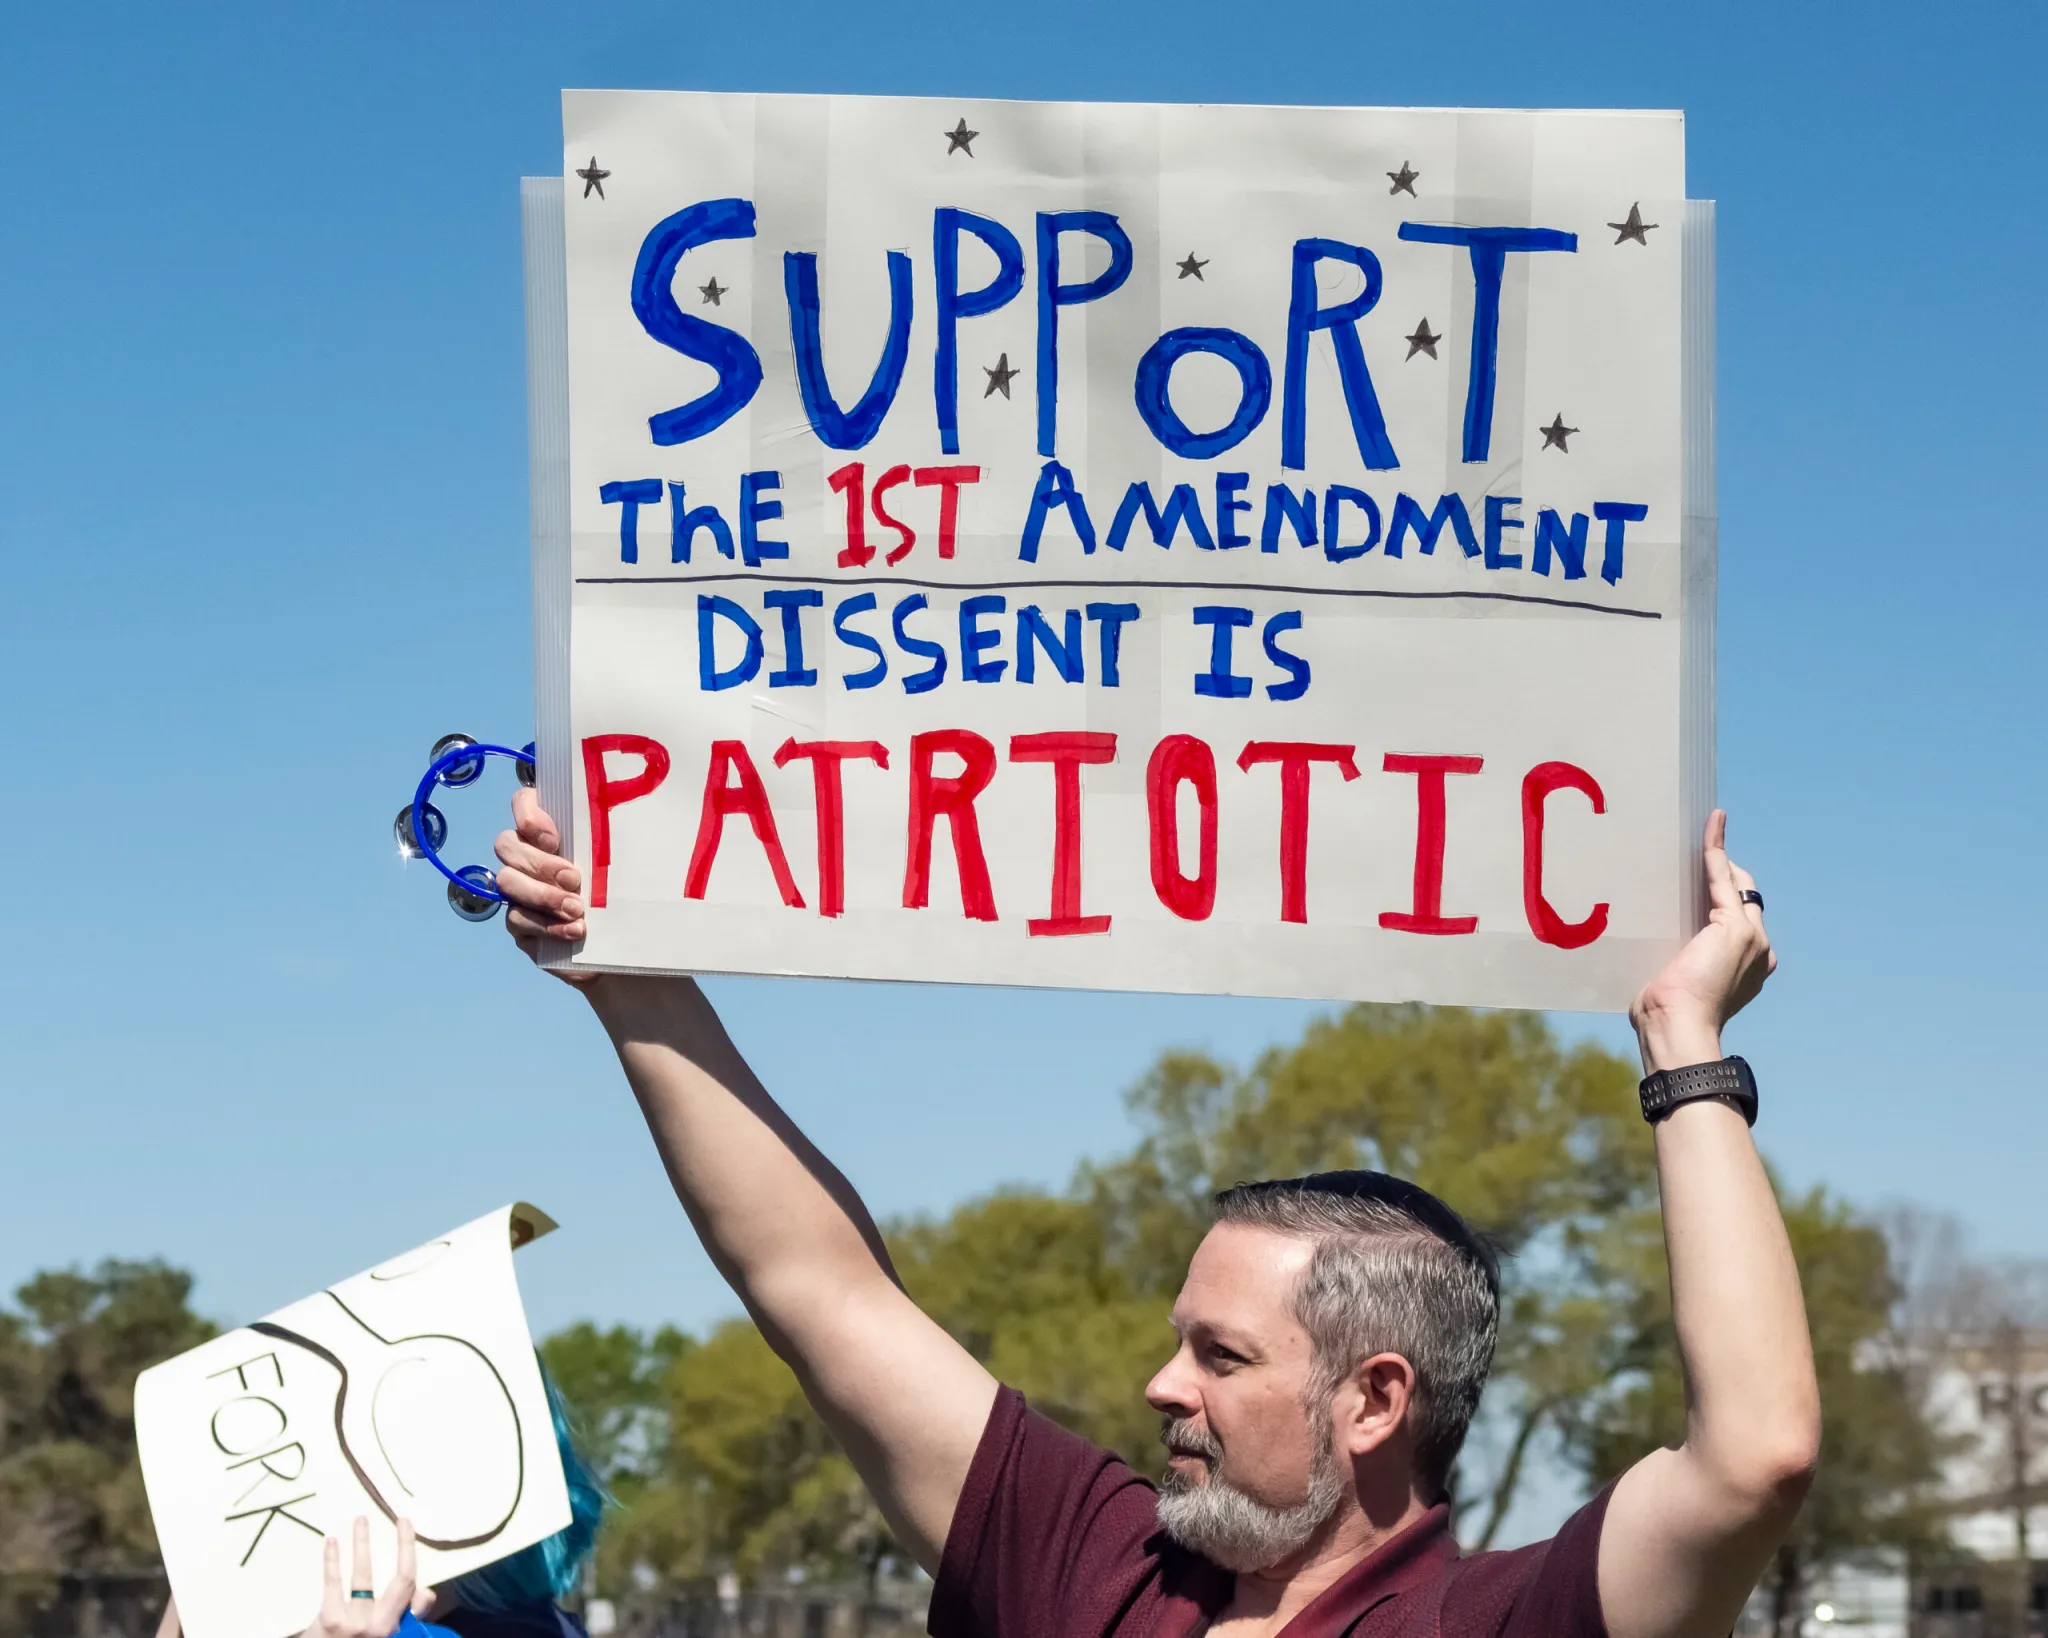 SUPPORT
ThE 1ST AMENDMENT
DISSENT IS
PATRIOTIC
FORK